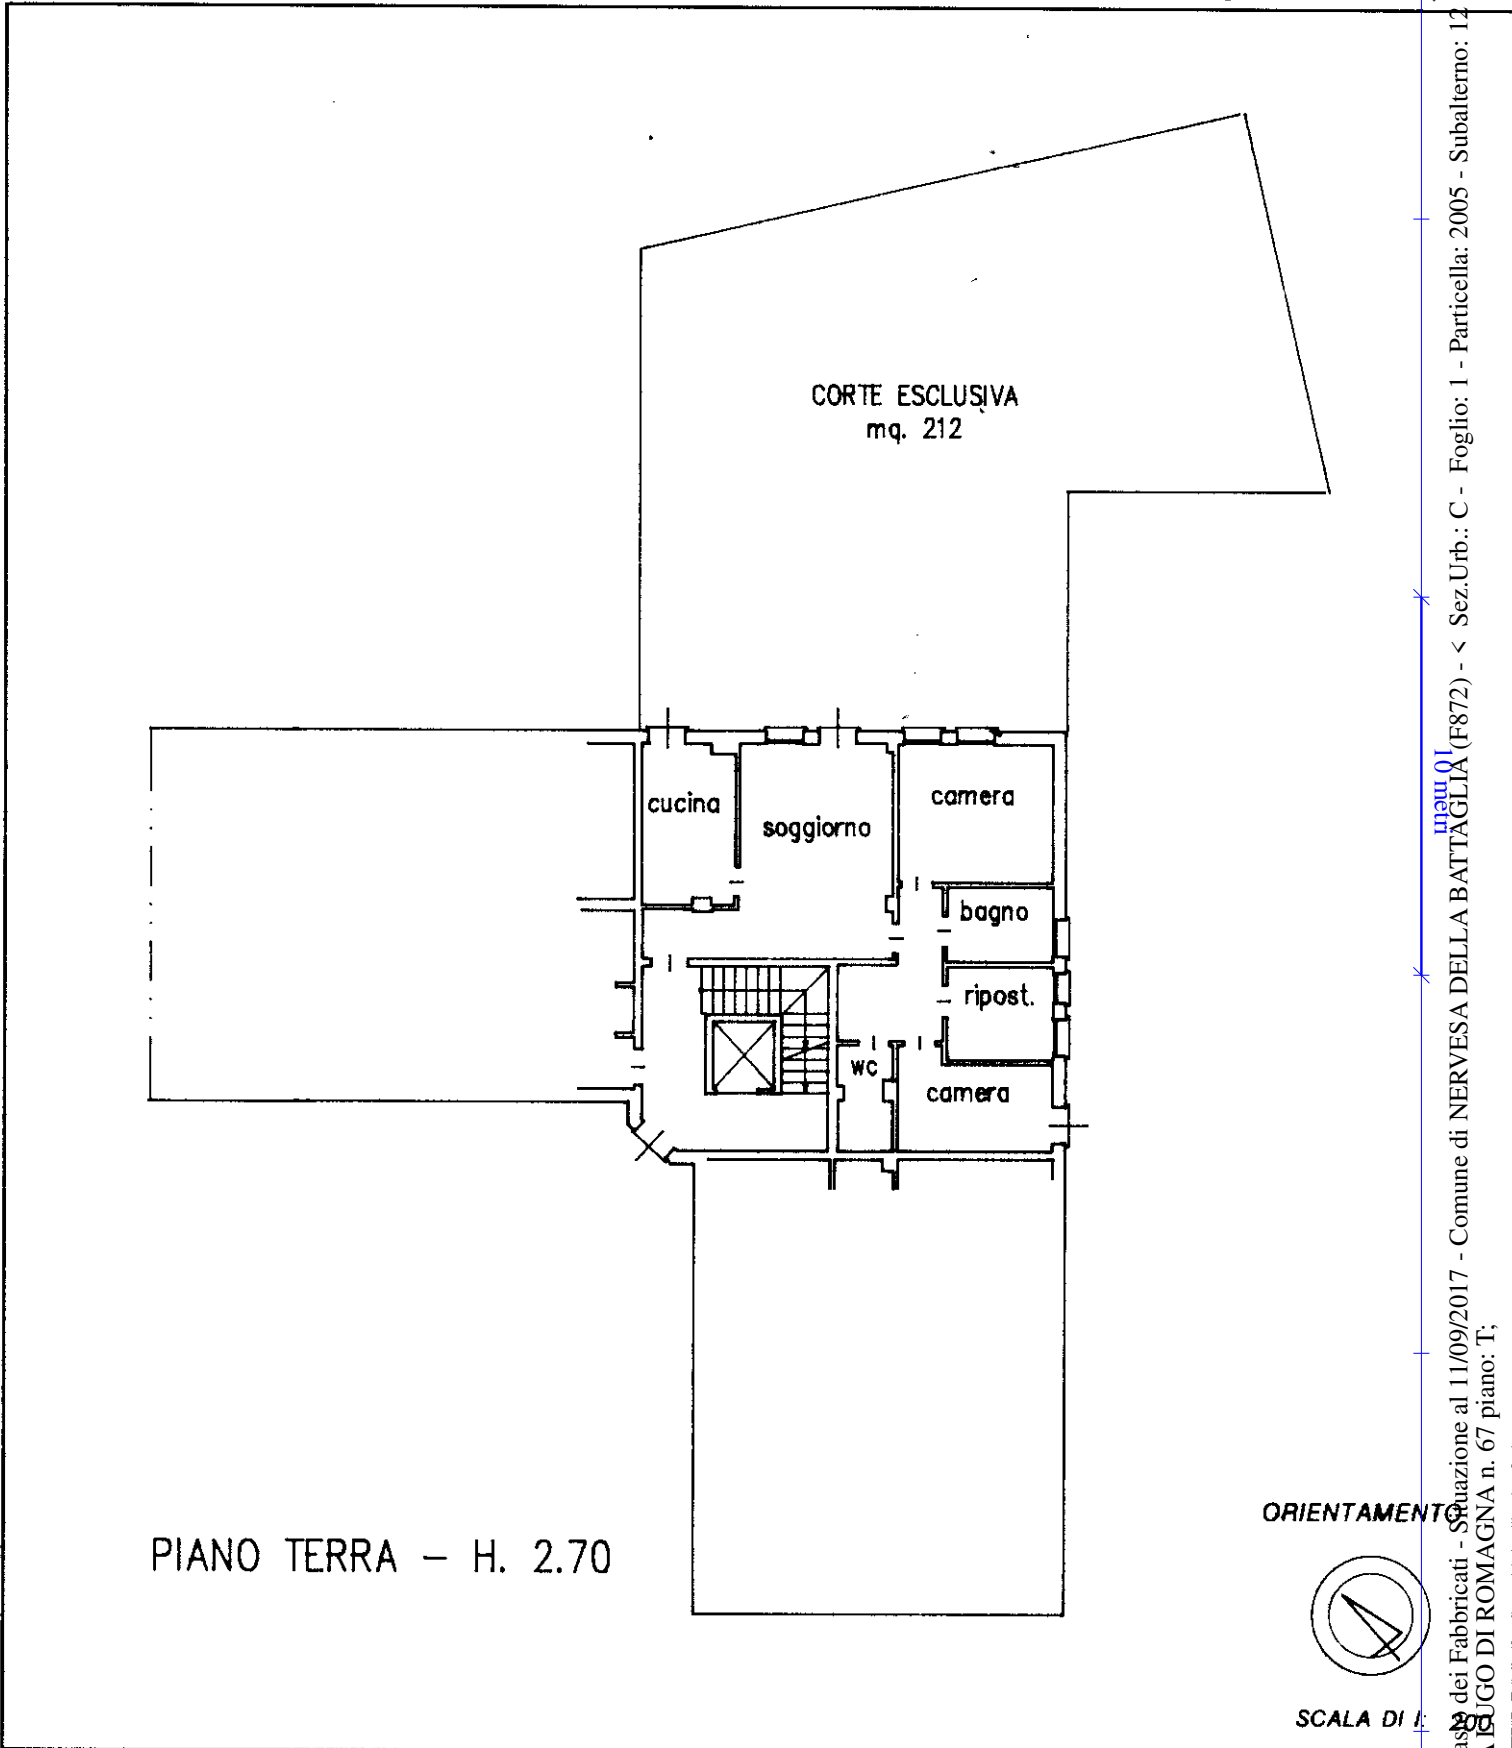 CORTE ESCLUSIVA
mq. 212
cucina
soggiorno
camera
bagno
ripost.
wc
camera
PIANO TERRA - H. 2.70
ORIENTAMENTO
SCALA DI I: 200
10 metri
dei Fabbricati - Situazione al 11/09/2017 - Comune di NERVESA DELLA BATTAGLIA (F872) - < Sez.Urb.: C - Foglio: 1 - Particella: 2005 - Subalterno: 12
UGO DI ROMAGNA n. 67 piano: T;